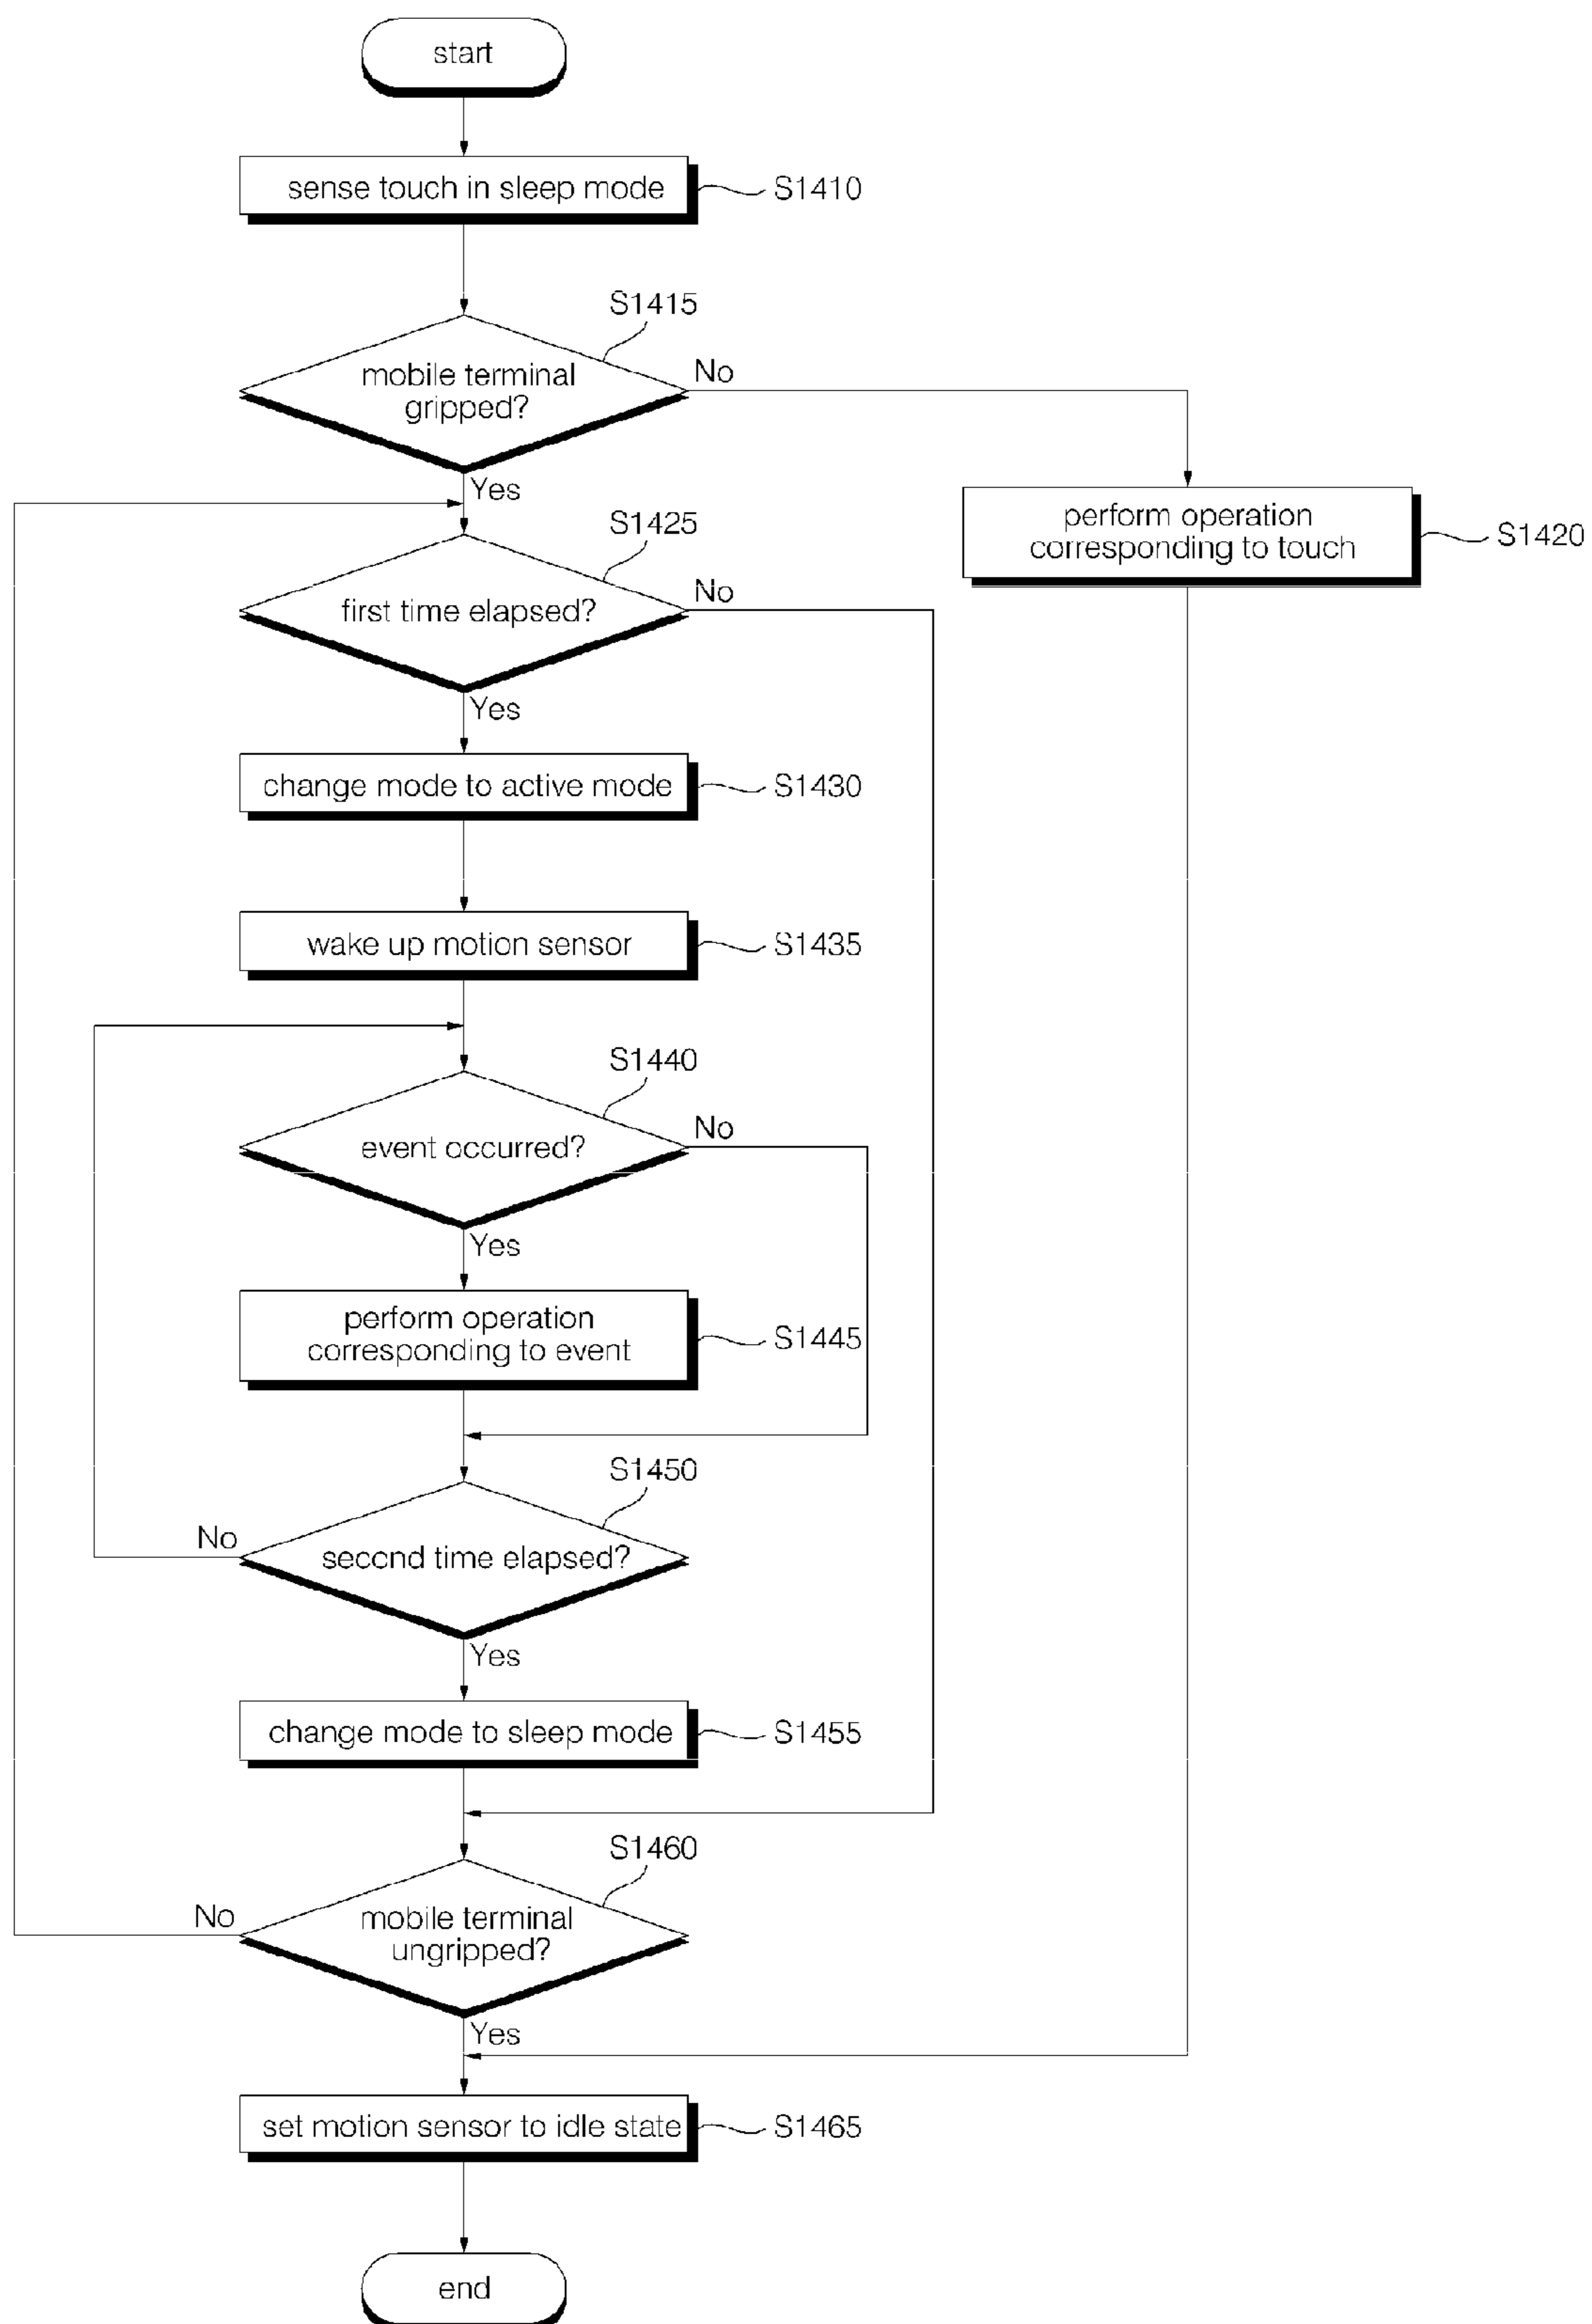 start
sense touch in sleep mode
S1410
S1415
mobile terminal
gripped?
No
Yes
perform operation
corresponding to touch
S1420
S1425
first time elapsed?
No
Yes
change mode to active mode
S1430
wake up motion sensor
S1435
S1440
event occurred?
No
Yes
perform operation
corresponding to event
S1445
S1450
second time elapsed?
No
Yes
change mode to sleep mode
S1455
S1460
mobile terminal
ungripped?
No
Yes
set motion sensor to idle state
S1465
end